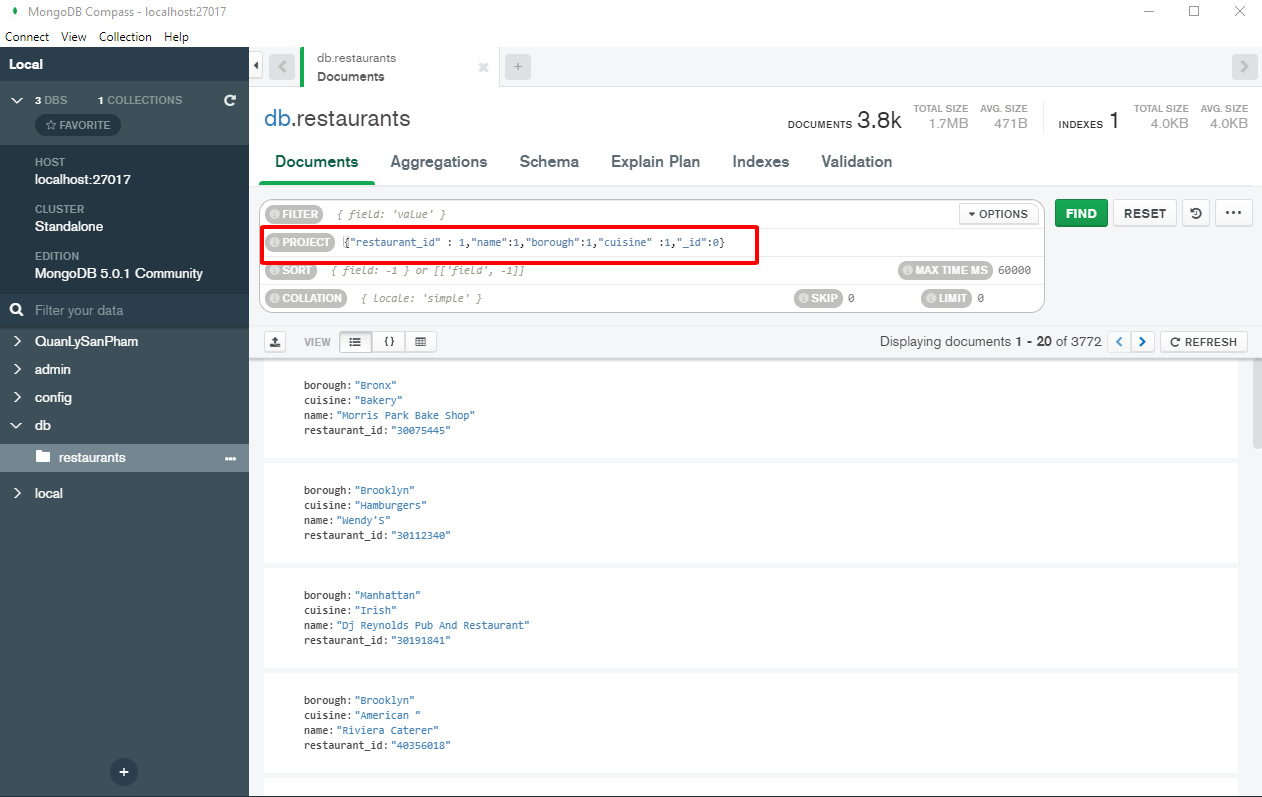 MongoDB Compass - localhost:27017
Connect View Collection Help
Local
3 DBS 1 COLLECTIONS
FAVORITE
HOST
localhost:27017
CLUSTER
Standalone
EDITION
MongoDB 5.0.1 Community
Filter your data
QuanLySanPham
admin
config
db
restaurants
local
db.restaurants
Documents
db.restaurants
DOCUMENTS 3.8k
TOTAL SIZE
1.7MB
AVG. SIZE
471B
INDEXES 1
TOTAL SIZE
4.0KB
AVG. SIZE
4.0KB
Documents Aggregations Schema Explain Plan Indexes Validation
FILTER { field: 'value' } OPTIONS FIND RESET
PROJECT {"restaurant_id" : 1,"name":1,"borough":1,"cuisine" :1,"_id":0}
SORT { field: -1 } or [['field', -1]] MAX TIME MS 60000
COLLATION { locale: 'simple' } SKIP 0 LIMIT 0
VIEW {} Displaying documents 1 - 20 of 3772 REFRESH
borough: "Bronx"
cuisine: "Bakery"
name: "Morris Park Bake Shop"
restaurant_id: "30075445"
borough: "Brooklyn"
cuisine: "Hamburgers"
name: "Wendy'S"
restaurant_id: "30112340"
borough: "Manhattan"
cuisine: "Irish"
name: "Dj Reynolds Pub And Restaurant"
restaurant_id: "30191841"
borough: "Brooklyn"
cuisine: "American "
name: "Riviera Caterer"
restaurant_id: "40356018"